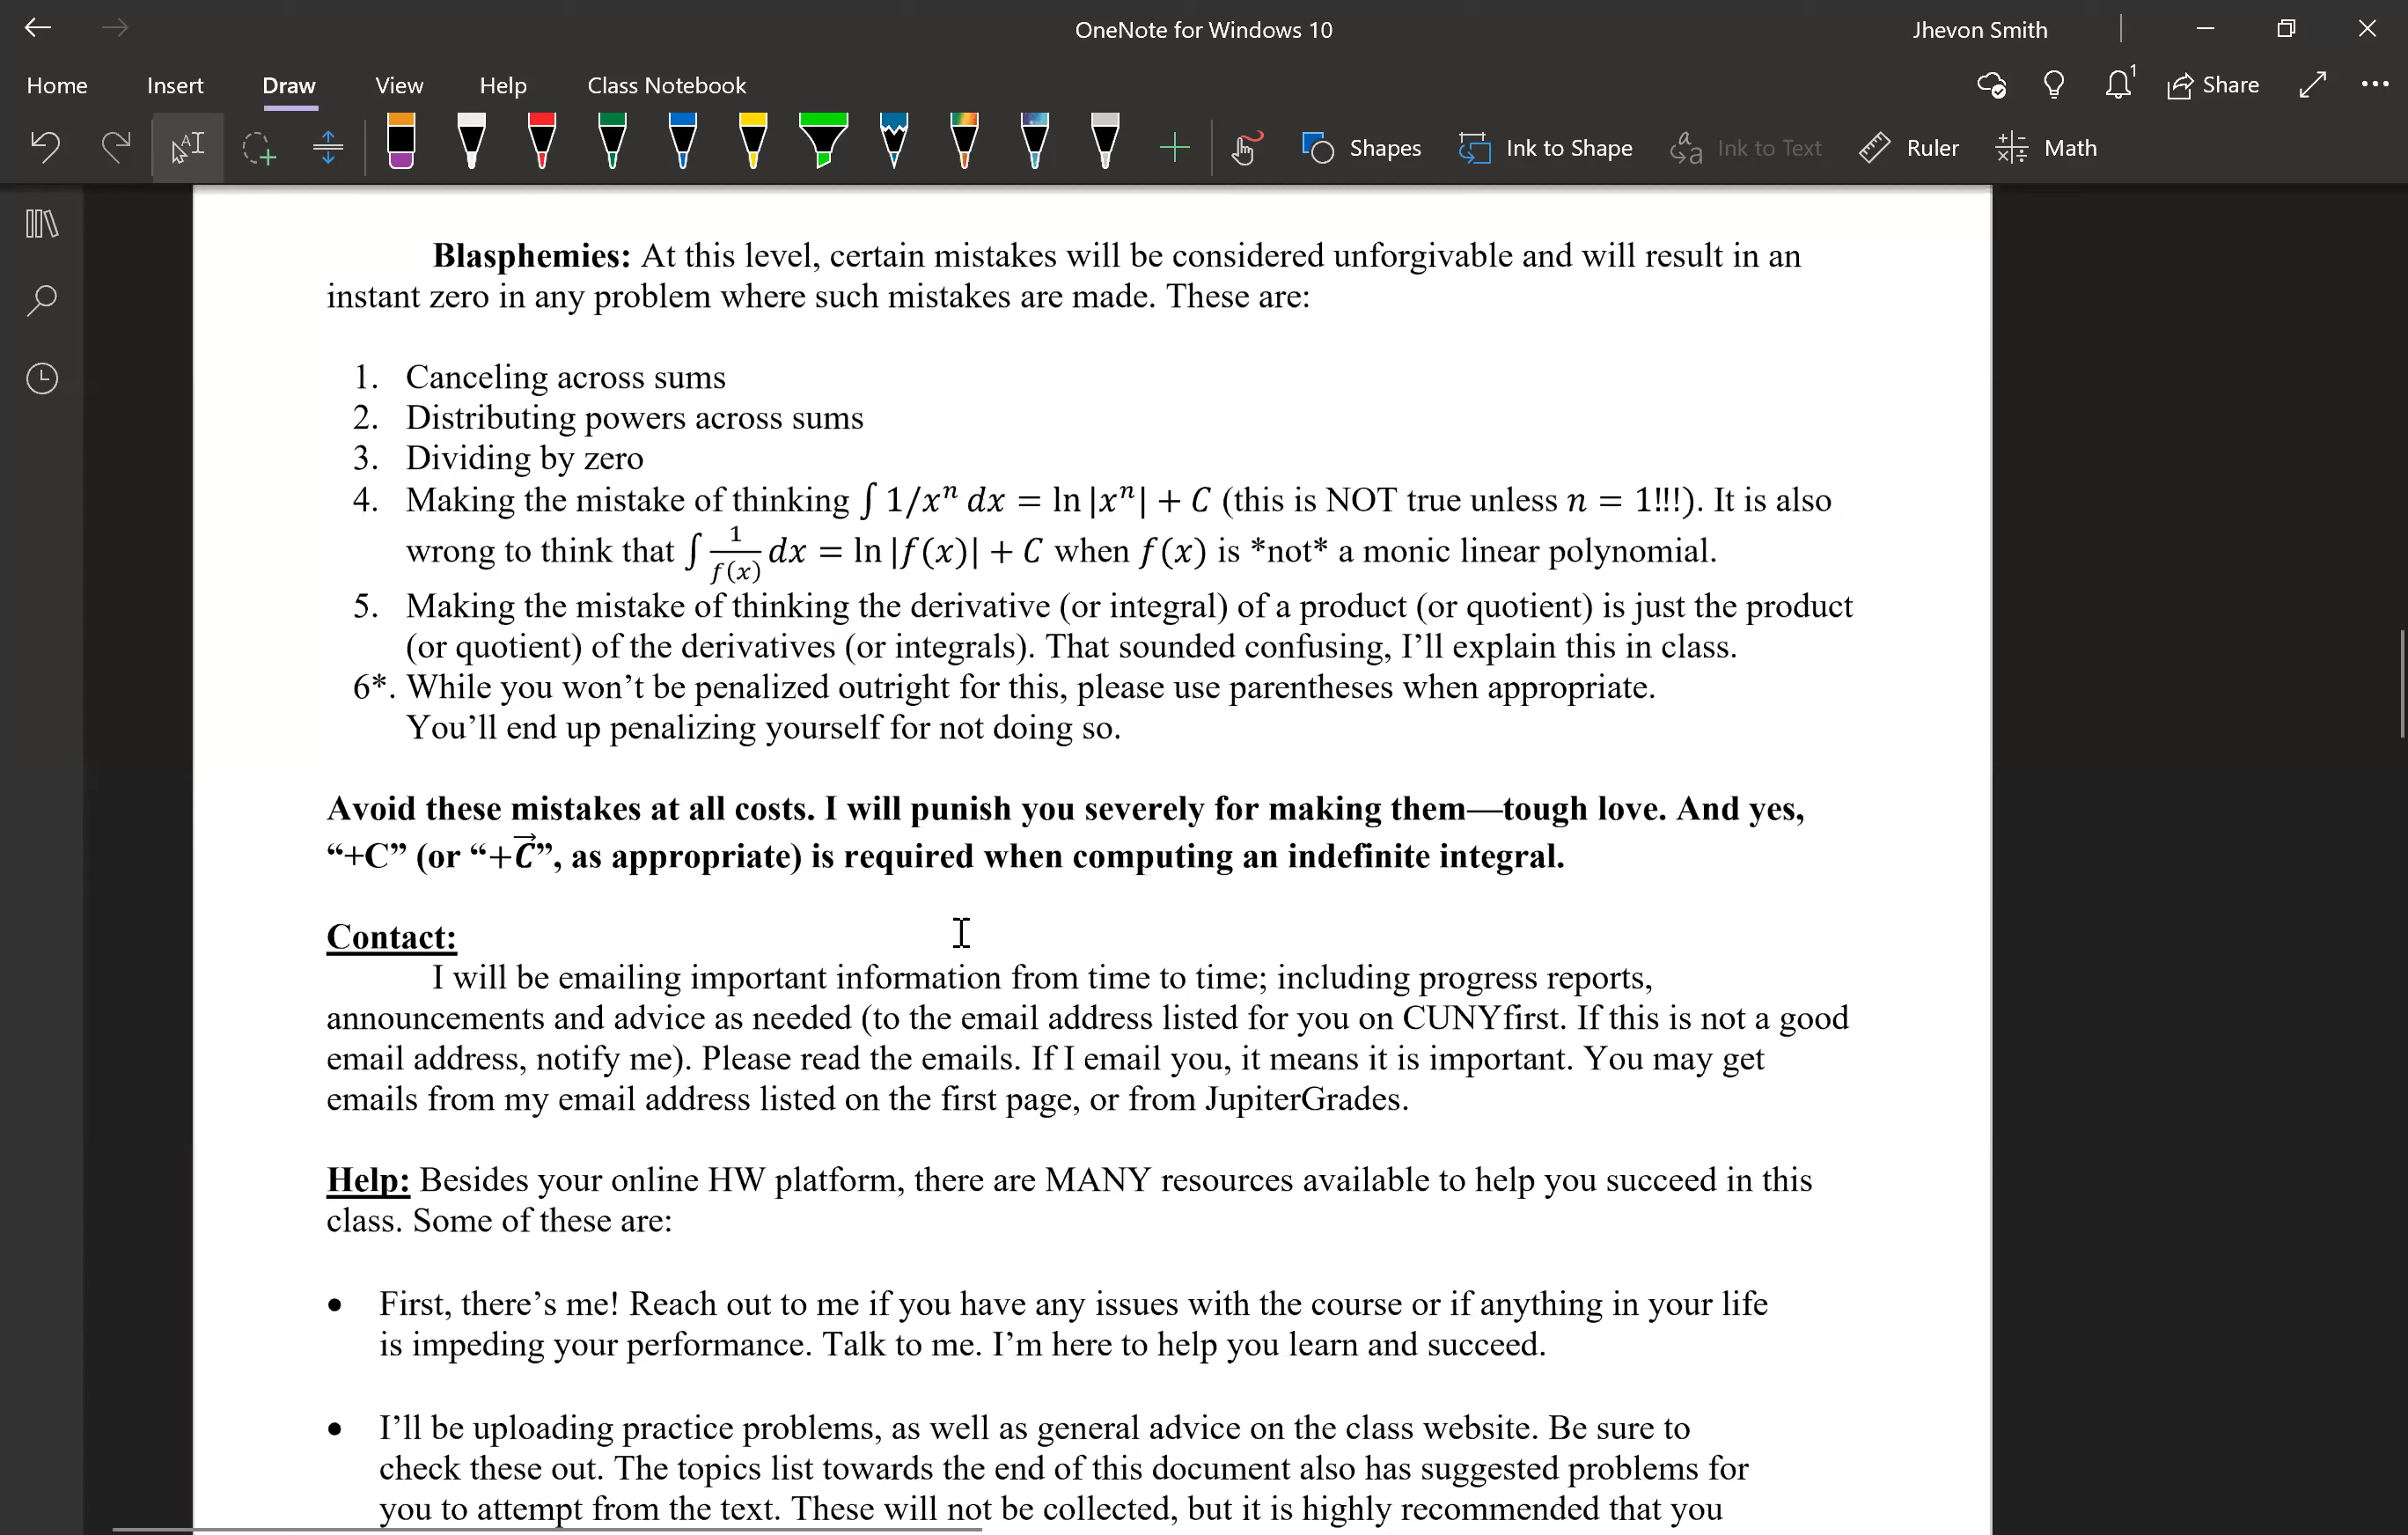 OneNote for Windows 10
Jhevon Smith
Home Insert Draw View Help Class Notebook
1 Share
Shapes Ink to Shape Ink to Text Ruler Math
Blasphemies: At this level, certain mistakes will be considered unforgivable and will result in an
instant zero in any problem where such mistakes are made. These are:
1. Canceling across sums
2. Distributing powers across sums
3. Dividing by zero
4. Making the mistake of thinking ∫ 1/xⁿ dx = ln |xⁿ| + C (this is NOT true unless n = 1!!!). It is also
wrong to think that ∫ 1/f(x) dx = ln |f(x)| + C when f(x) is *not* a monic linear polynomial.
5. Making the mistake of thinking the derivative (or integral) of a product (or quotient) is just the product
(or quotient) of the derivatives (or integrals). That sounded confusing, I’ll explain this in class.
6*. While you won’t be penalized outright for this, please use parentheses when appropriate.
You’ll end up penalizing yourself for not doing so.
Avoid these mistakes at all costs. I will punish you severely for making them—tough love. And yes,
“+C” (or “+C⃗”, as appropriate) is required when computing an indefinite integral.
Contact:
I will be emailing important information from time to time; including progress reports,
announcements and advice as needed (to the email address listed for you on CUNYfirst. If this is not a good
email address, notify me). Please read the emails. If I email you, it means it is important. You may get
emails from my email address listed on the first page, or from JupiterGrades.
Help: Besides your online HW platform, there are MANY resources available to help you succeed in this
class. Some of these are:
• First, there’s me! Reach out to me if you have any issues with the course or if anything in your life
is impeding your performance. Talk to me. I’m here to help you learn and succeed.
• I’ll be uploading practice problems, as well as general advice on the class website. Be sure to
check these out. The topics list towards the end of this document also has suggested problems for
you to attempt from the text. These will not be collected, but it is highly recommended that you